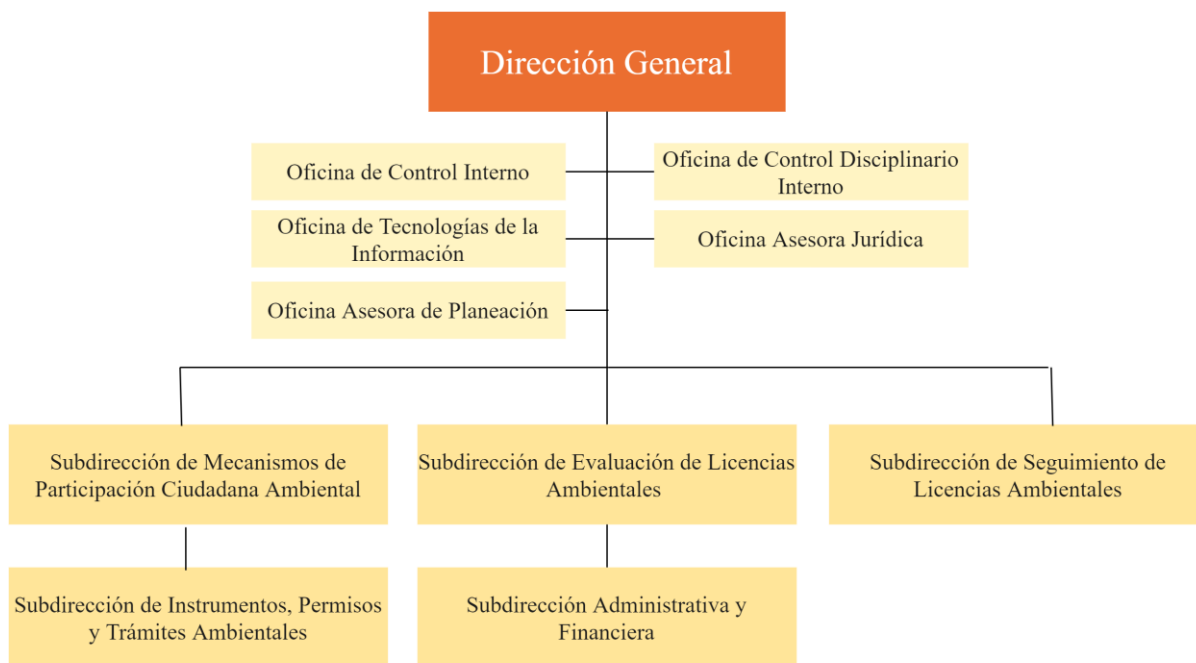 Dirección General
Oficina de Control Interno
Oficina de Control Disciplinario
Interno
Oficina de Tecnologías de la
Información
Oficina Asesora Jurídica
Oficina Asesora de Planeación
Subdirección de Mecanismos de
Participación Ciudadana Ambiental
Subdirección de Evaluación de Licencias
Ambientales
Subdirección de Seguimiento de
Licencias Ambientales
Subdirección de Instrumentos, Permisos
y Trámites Ambientales
Subdirección Administrativa y
Financiera